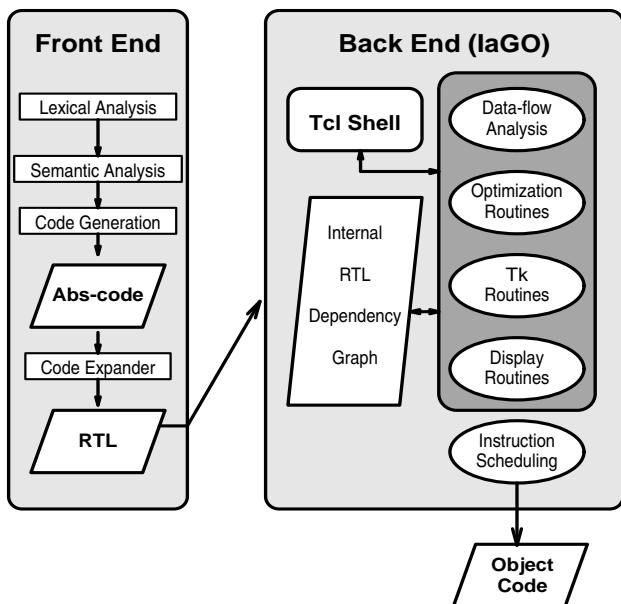 Front End
Lexical Analysis
Semantic Analysis
Code Generation
Abs-code
Code Expander
RTL
Back End (IaGO)
Tcl Shell
Internal
RTL
Dependency
Graph
Data-flow
Analysis
Optimization
Routines
Tk
Routines
Display
Routines
Instruction
Scheduling
Object
Code